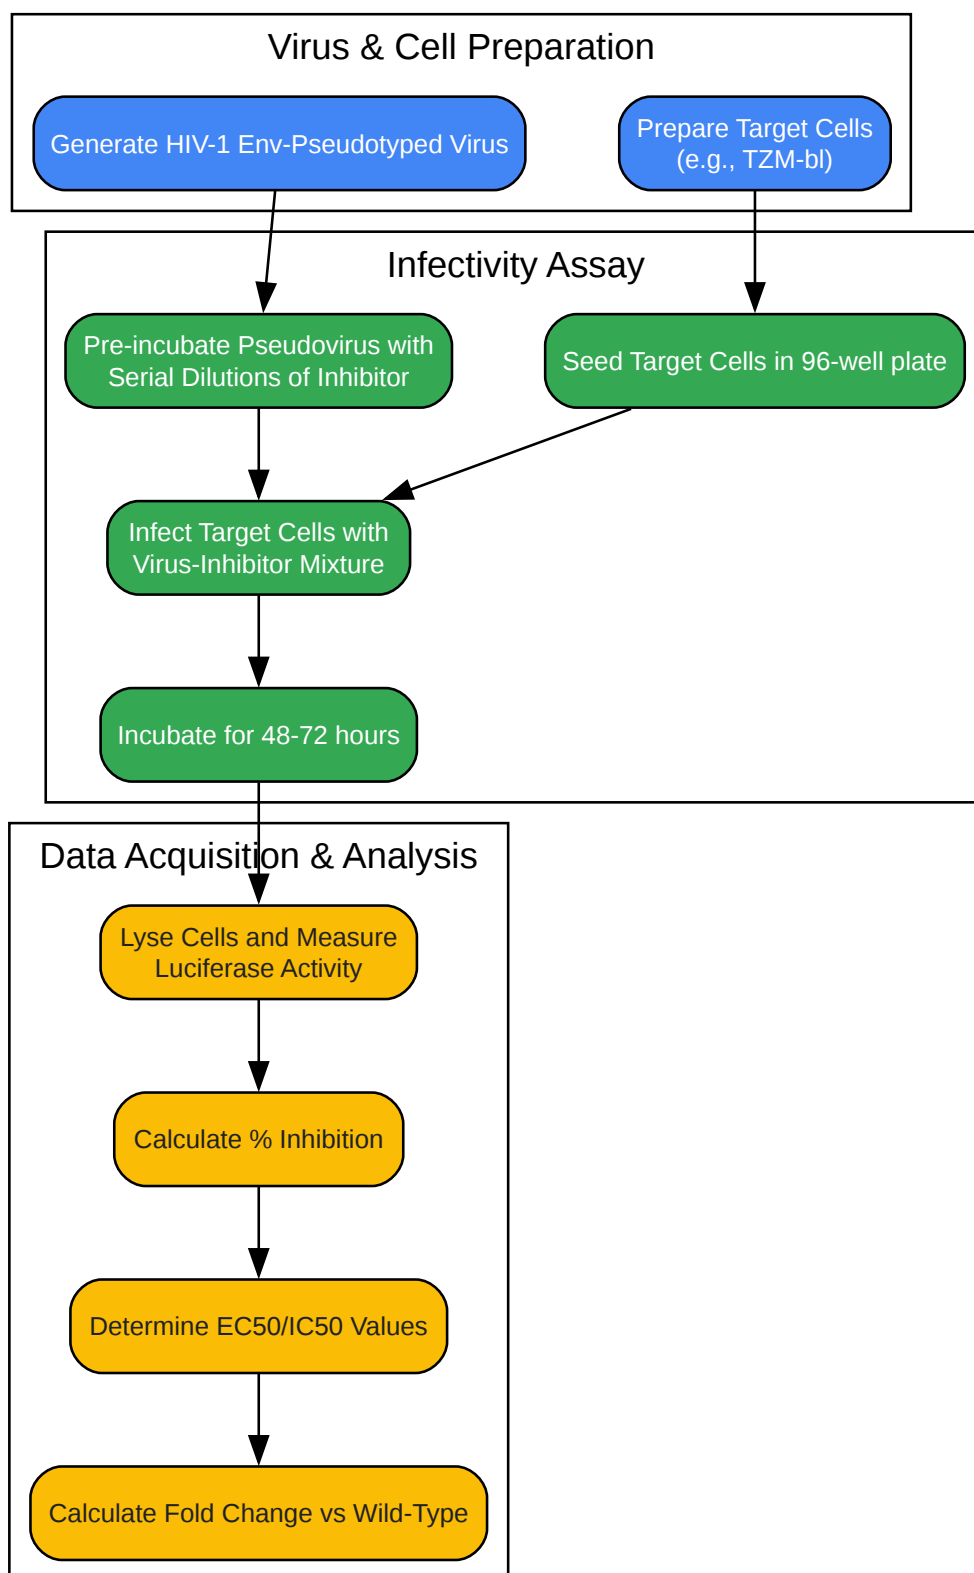 Virus & Cell Preparation
Generate HIV-1 Env-Pseudotyped Virus
Prepare Target Cells
(e.g., TZM-bl)
Infectivity Assay
Pre-incubate Pseudovirus with
Serial Dilutions of Inhibitor
Seed Target Cells in 96-well plate
Infect Target Cells with
Virus-Inhibitor Mixture
Incubate for 48-72 hours
Data Acquisition & Analysis
Lyse Cells and Measure
Luciferase Activity
Calculate % Inhibition
Determine EC50/IC50 Values
Calculate Fold Change vs Wild-Type